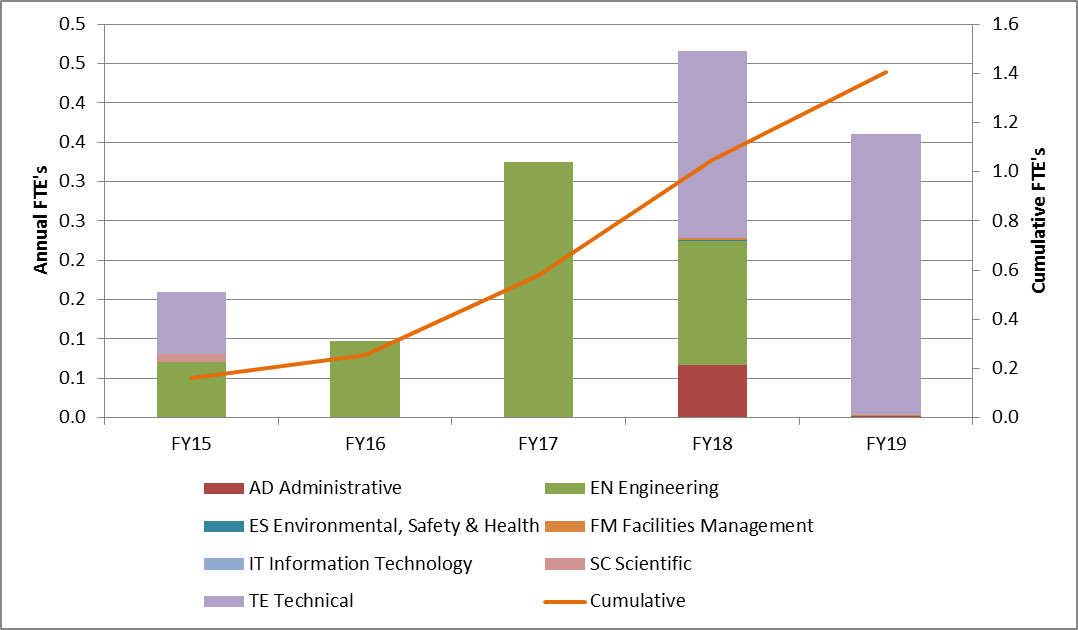 0.5
0.5
0.4
0.4
0.3
0.3
0.2
0.2
0.1
0.1
0.0
Annual FTE's
1.6
1.4
1.2
1.0
0.8
0.6
0.4
0.2
0.0
Cumulative FTE's
FY15 FY16 FY17 FY18 FY19
AD Administrative EN Engineering
ES Environmental, Safety & Health FM Facilities Management
IT Information Technology SC Scientific
TE Technical Cumulative